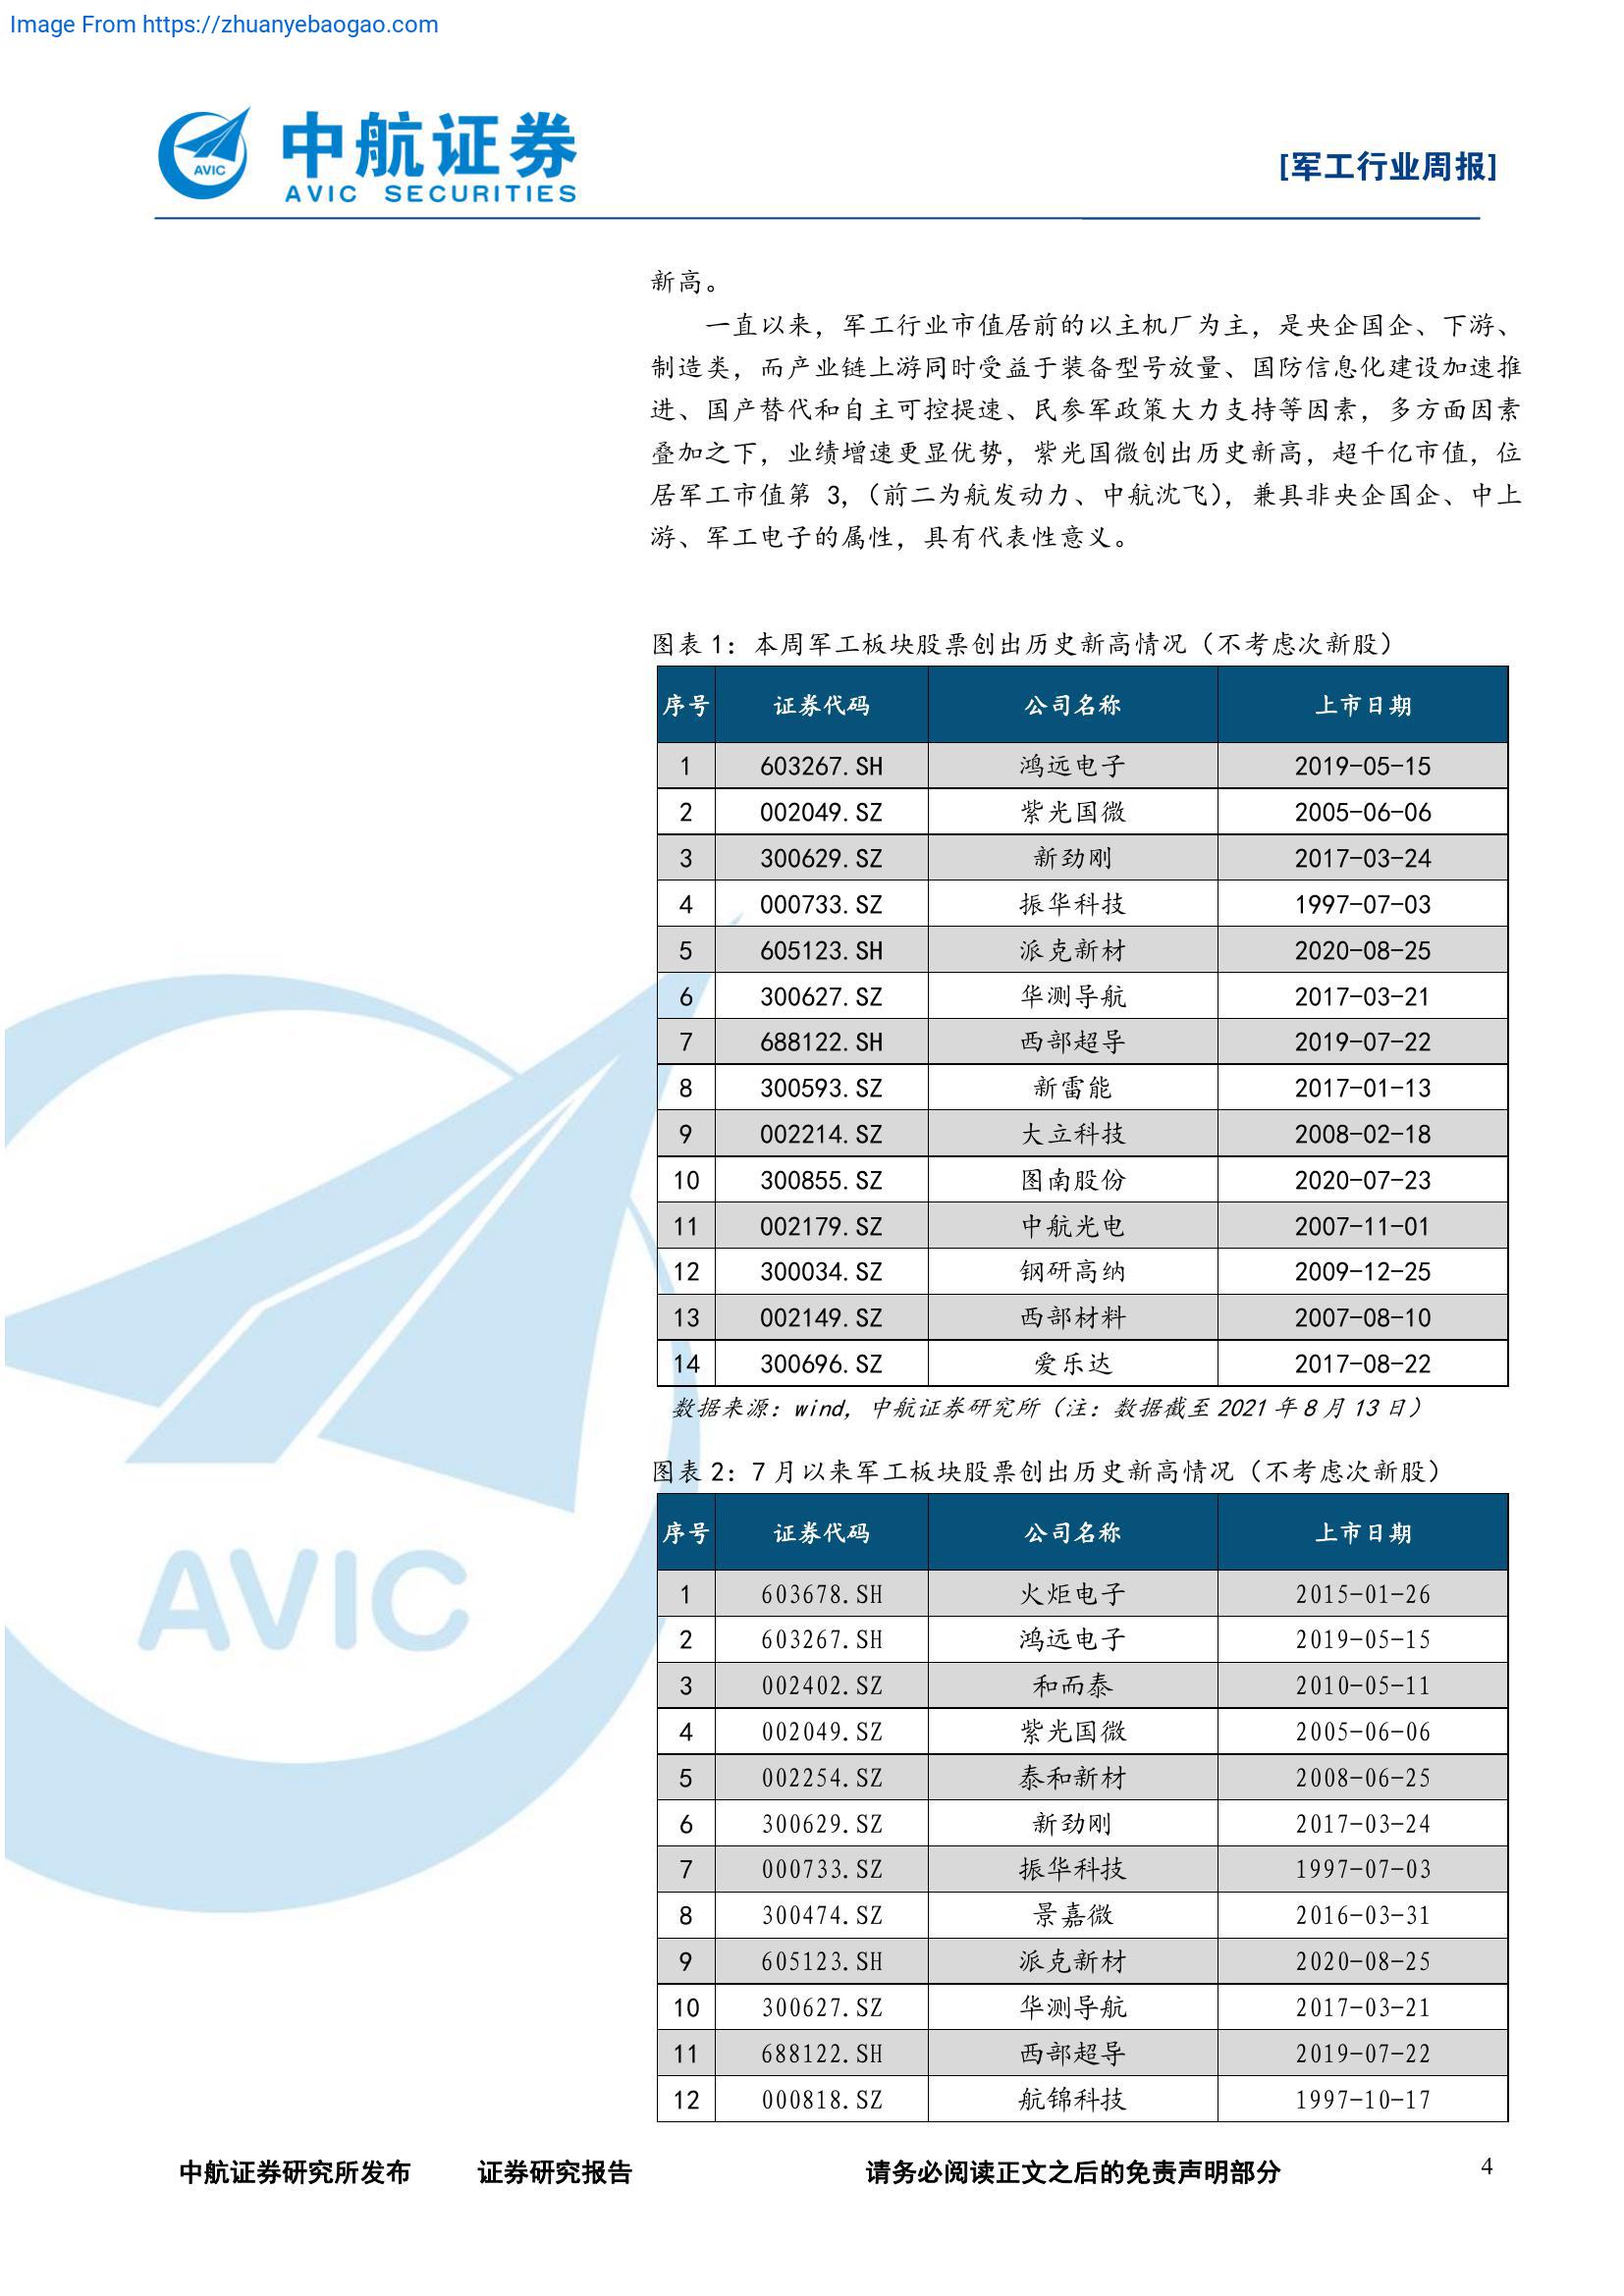 Image From https://zhuanyebaogao.com
AVIC
中航证券
AVIC SECURITIES
[军工行业周报]
新高。
一直以来，军工行业市值居前的以主机厂为主，是央企国企、下游、
制造类，而产业链上游同时受益于装备型号放量、国防信息化建设加速推
进、国产替代和自主可控提速、民参军政策大力支持等因素，多方面因素
叠加之下，业绩增速更显优势，紫光国微创出历史新高，超千亿市值，位
居军工市值第 3，（前二为航发动力、中航沈飞），兼具非央企国企、中上
游、军工电子的属性，具有代表性意义。
图表 1：本周军工板块股票创出历史新高情况（不考虑次新股）
序号 证券代码 公司名称 上市日期
1 603267.SH 鸿远电子 2019-05-15
2 002049.SZ 紫光国微 2005-06-06
3 300629.SZ 新劲刚 2017-03-24
4 000733.SZ 振华科技 1997-07-03
5 605123.SH 派克新材 2020-08-25
6 300627.SZ 华测导航 2017-03-21
7 688122.SH 西部超导 2019-07-22
8 300593.SZ 新雷能 2017-01-13
9 002214.SZ 大立科技 2008-02-18
10 300855.SZ 图南股份 2020-07-23
11 002179.SZ 中航光电 2007-11-01
12 300034.SZ 钢研高纳 2009-12-25
13 002149.SZ 西部材料 2007-08-10
14 300696.SZ 爱乐达 2017-08-22
数据来源：wind，中航证券研究所（注：数据截至 2021 年 8 月 13 日）
图表 2：7 月以来军工板块股票创出历史新高情况（不考虑次新股）
序号 证券代码 公司名称 上市日期
1 603678.SH 火炬电子 2015-01-26
2 603267.SH 鸿远电子 2019-05-15
3 002402.SZ 和而泰 2010-05-11
4 002049.SZ 紫光国微 2005-06-06
5 002254.SZ 泰和新材 2008-06-25
6 300629.SZ 新劲刚 2017-03-24
7 000733.SZ 振华科技 1997-07-03
8 300474.SZ 景嘉微 2016-03-31
9 605123.SH 派克新材 2020-08-25
10 300627.SZ 华测导航 2017-03-21
11 688122.SH 西部超导 2019-07-22
12 000818.SZ 航锦科技 1997-10-17
AVIC
中航证券研究所发布 证券研究报告 请务必阅读正文之后的免责声明部分 4